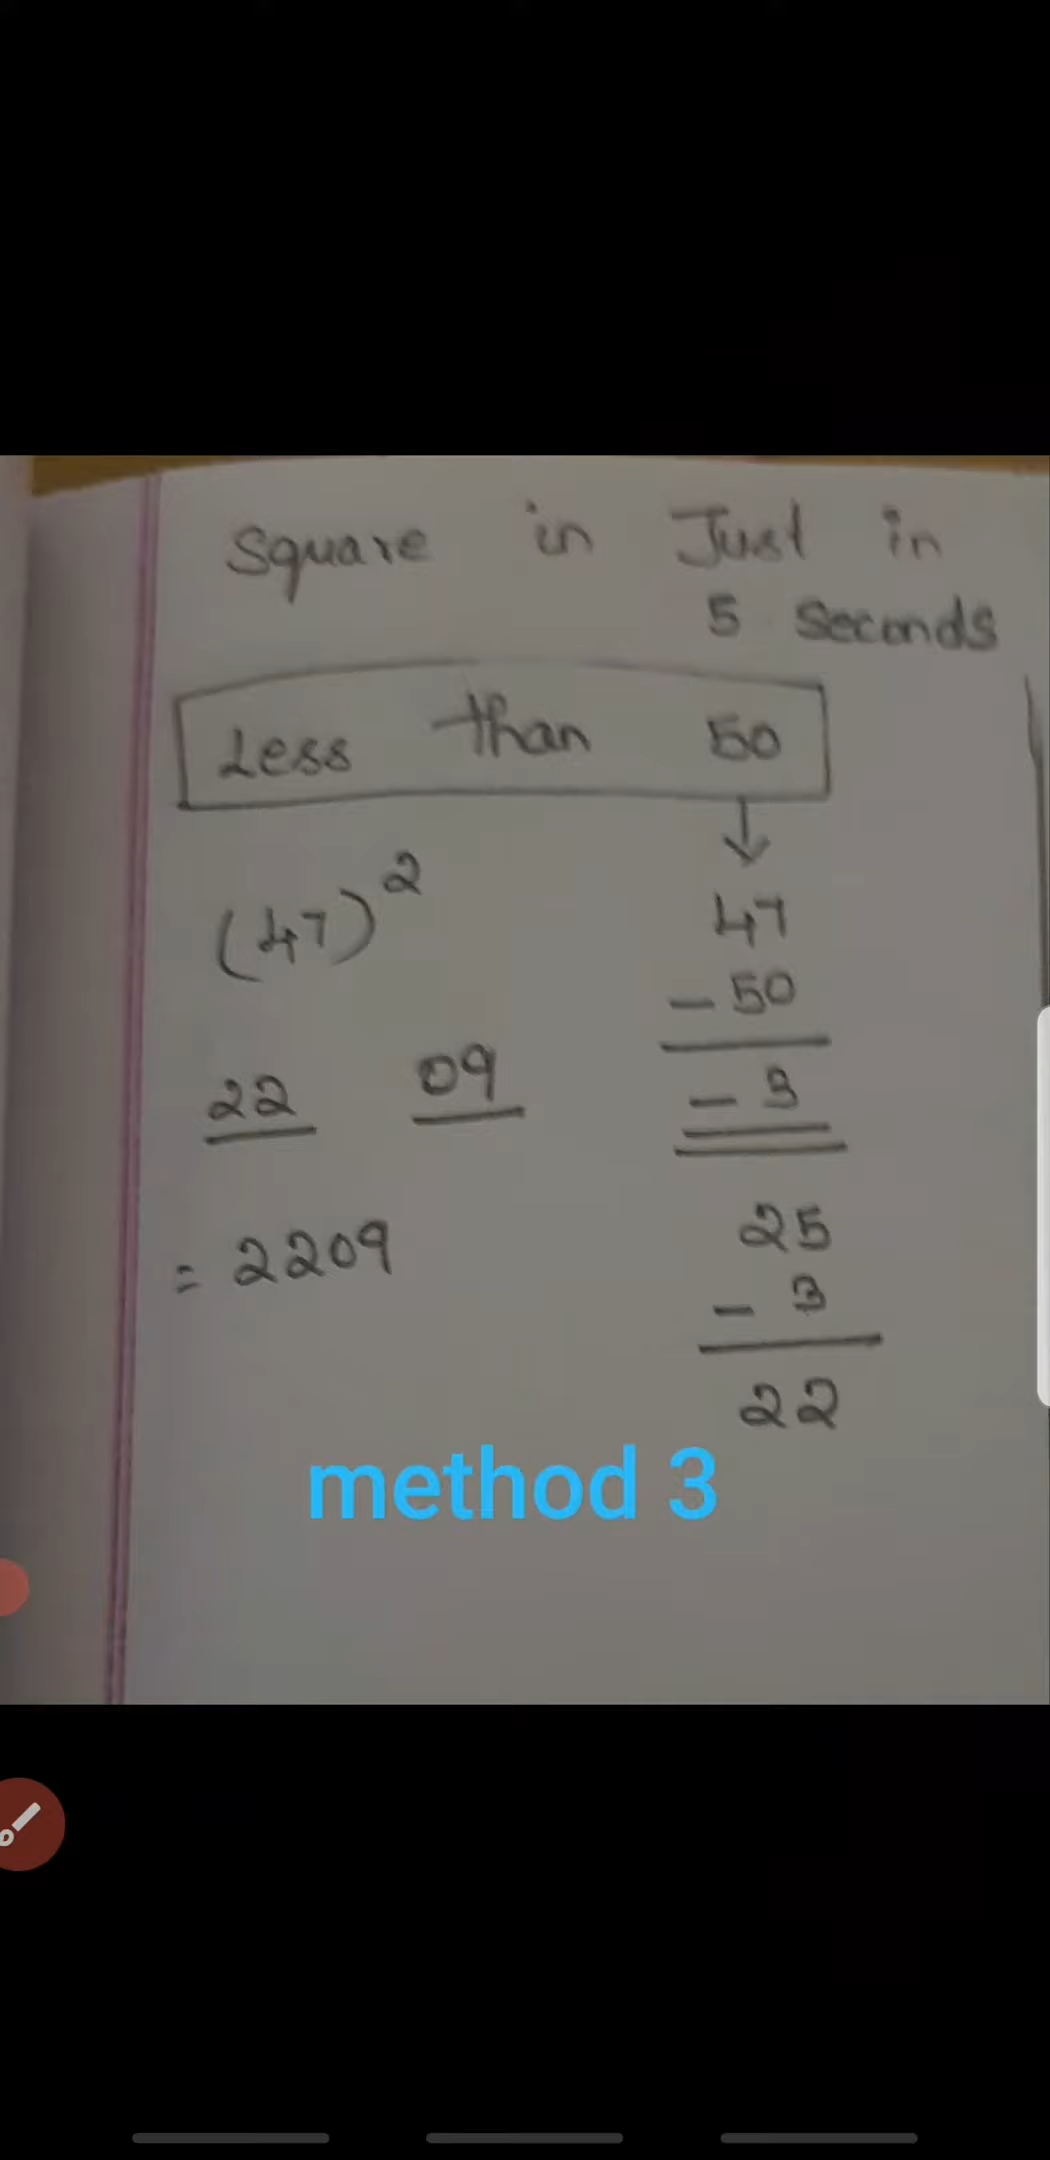 Square in Just in
5 Seconds
Less than 50
(47)²
47
- 50
- 3
22 09
= 2209
25
- 3
22
method 3